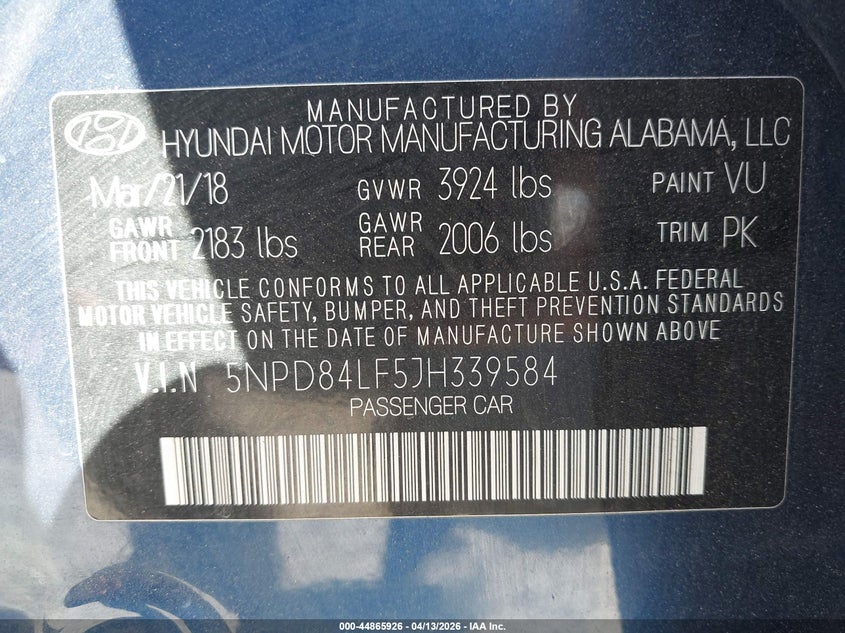 MANUFACTURED BY
HYUNDAI MOTOR MANUFACTURING ALABAMA, LLC
Mar/21/18 GVWR 3924 lbs PAINT VU
GAWR FRONT 2183 lbs GAWR REAR 2006 lbs TRIM PK
THIS VEHICLE CONFORMS TO ALL APPLICABLE U.S.A. FEDERAL
MOTOR VEHICLE SAFETY, BUMPER, AND THEFT PREVENTION STANDARDS
IN EFFECT ON THE DATE OF MANUFACTURE SHOWN ABOVE
V.I.N 5NPD84LF5JH339584
PASSENGER CAR
000-44865926 - 04/13/2026 - IAA Inc.